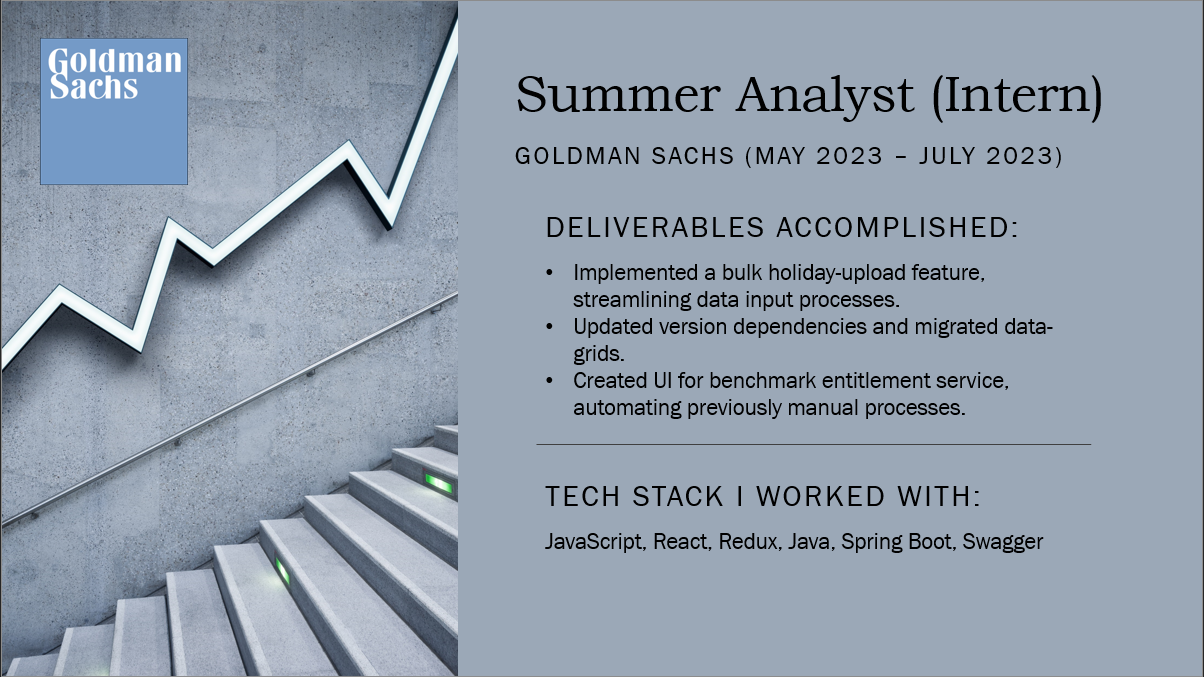 Goldman
Sachs
Summer Analyst (Intern)
GOLDMAN SACHS (MAY 2023 – JULY 2023)
DELIVERABLES ACCOMPLISHED:
• Implemented a bulk holiday-upload feature,
streamlining data input processes.
• Updated version dependencies and migrated data-
grids.
• Created UI for benchmark entitlement service,
automating previously manual processes.
TECH STACK I WORKED WITH:
JavaScript, React, Redux, Java, Spring Boot, Swagger